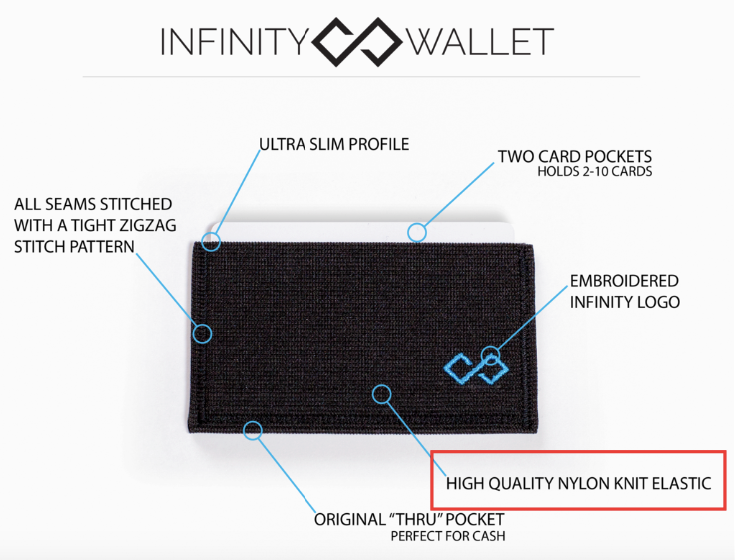 INFINITY WALLET
ULTRA SLIM PROFILE
TWO CARD POCKETS
HOLDS 2-10 CARDS
ALL SEAMS STITCHED
WITH A TIGHT ZIGZAG
STITCH PATTERN
EMBROIDERED
INFINITY LOGO
HIGH QUALITY NYLON KNIT ELASTIC
ORIGINAL “THRU” POCKET
PERFECT FOR CASH